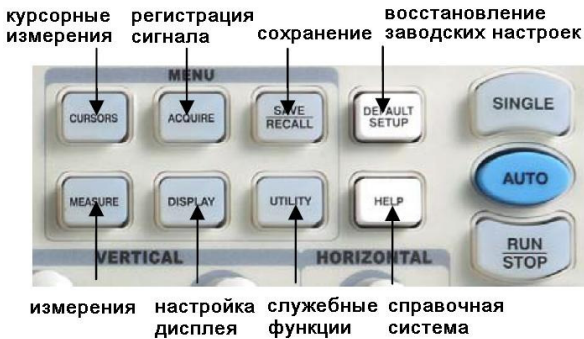 курсорные
измерения
регистрация
сигнала
сохранение
восстановление
заводских настроек
MENU
CURSORS
ACQUIRE
SAVE
RECALL
DEFAULT
SETUP
SINGLE
MEASURE
DISPLAY
UTILITY
HELP
AUTO
VERTICAL
HORIZONTAL
RUN
STOP
измерения
настройка
дисплея
служебные
функции
справочная
система